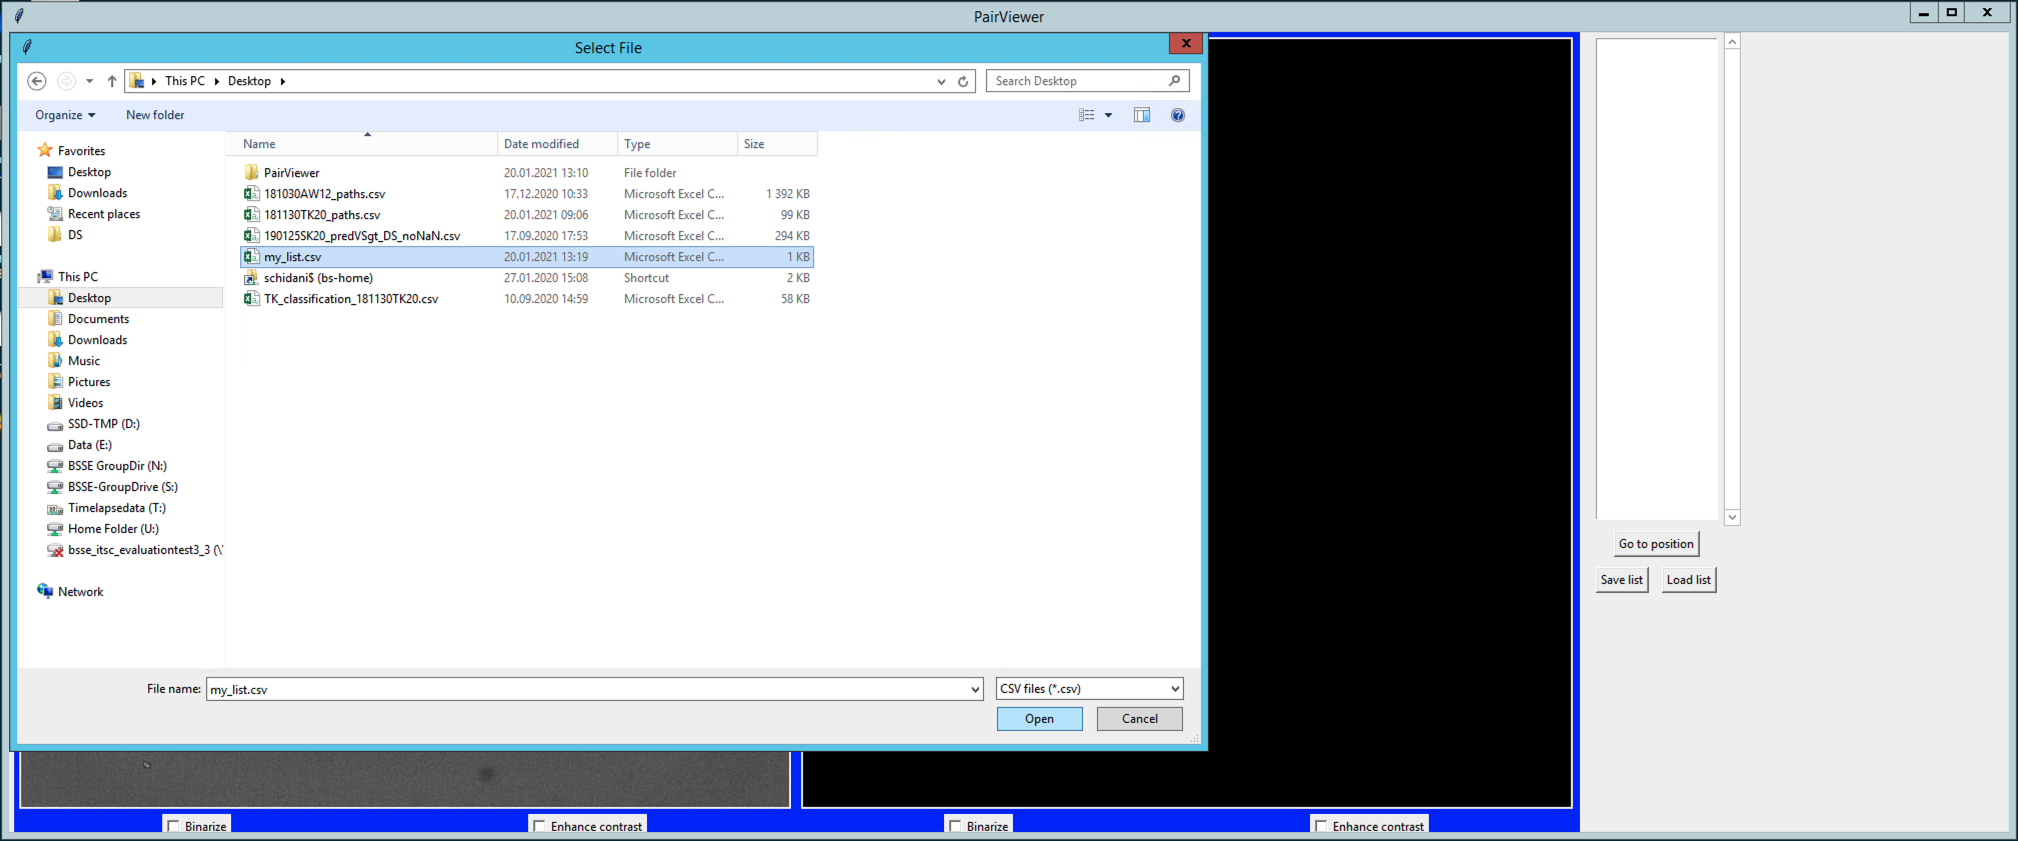 PairViewer
Select File
This PC Desktop
Search Desktop
Organize New folder
Name Date modified Type Size
PairViewer 20.01.2021 13:10 File folder
181030AW12_paths.csv 17.12.2020 10:33 Microsoft Excel C... 1 392 KB
181130TK20_paths.csv 20.01.2021 09:06 Microsoft Excel C... 99 KB
190125SK20_predVSgt_DS_noNaN.csv 17.09.2020 17:53 Microsoft Excel C... 294 KB
my_list.csv 20.01.2021 13:19 Microsoft Excel C... 1 KB
schidani$ (bs-home) 27.01.2020 15:08 Shortcut 2 KB
TK_classification_181130TK20.csv 10.09.2020 14:59 Microsoft Excel C... 58 KB
Favorites
Desktop
Downloads
Recent places
DS
This PC
Desktop
Documents
Downloads
Music
Pictures
Videos
SSD-TMP (D:)
Data (E:)
BSSE GroupDir (N:)
BSSE-GroupDrive (S:)
Timelapsedata (T:)
Home Folder (U:)
bsse_itsc_evaluationtest3_3 (\
Network
File name: my_list.csv
CSV files (*.csv)
Open Cancel
Go to position
Save list Load list
Binarize Enhance contrast Binarize Enhance contrast